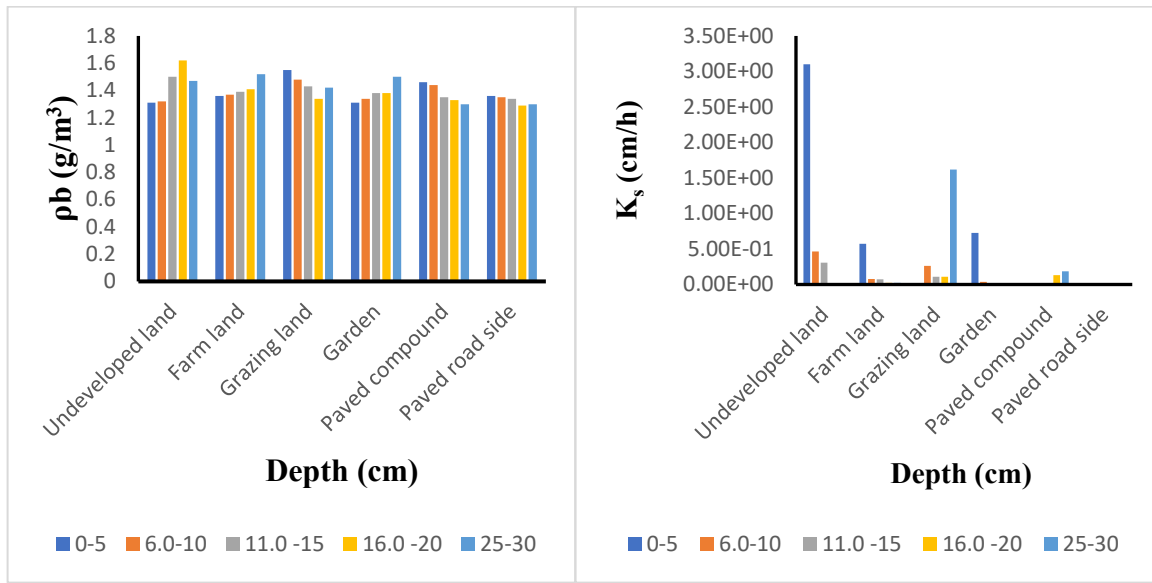 1.8
1.6
1.4
1.2
1
0.8
0.6
0.4
0.2
0
ρb (g/m³)
Undeveloped land
Farm land
Grazing land
Garden
Paved compound
Paved road side
Depth (cm)
0-5 6.0-10 11.0 -15 16.0 -20 25-30
3.50E+00
3.00E+00
2.50E+00
2.00E+00
1.50E+00
1.00E+00
5.00E-01
0.00E+00
Kₛ (cm/h)
Undeveloped land
Farm land
Grazing land
Garden
Paved compound
Paved road side
Depth (cm)
0-5 6.0-10 11.0 -15 16.0 -20 25-30